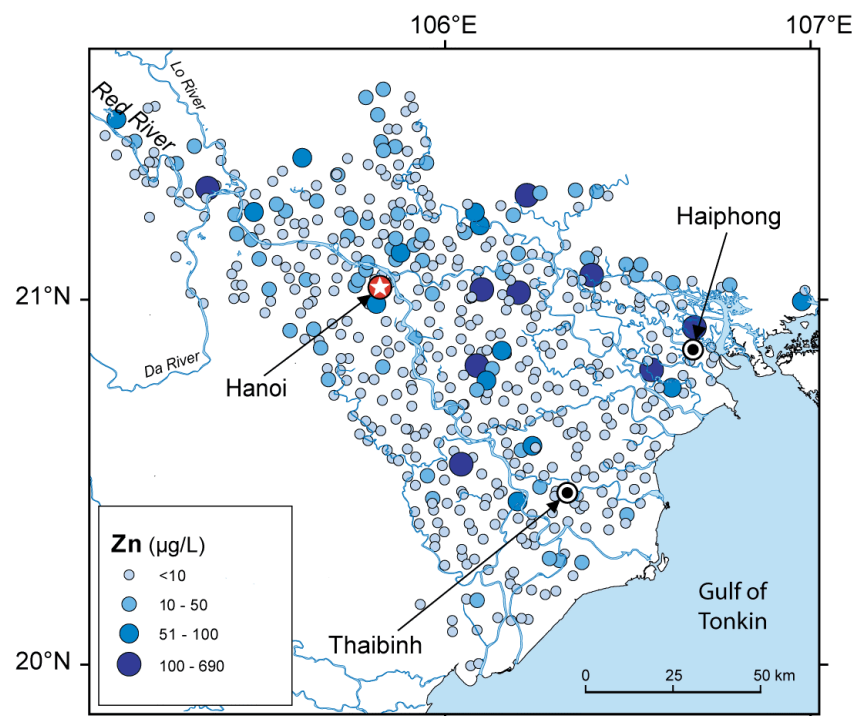 106°E
107°E
Lo River
Red River
Haiphong
21°N
Da River
Hanoi
Zn (µg/L)
<10
10 - 50
51 - 100
100 - 690
Gulf of
Tonkin
Thaibinh
20°N
0
25
50 km